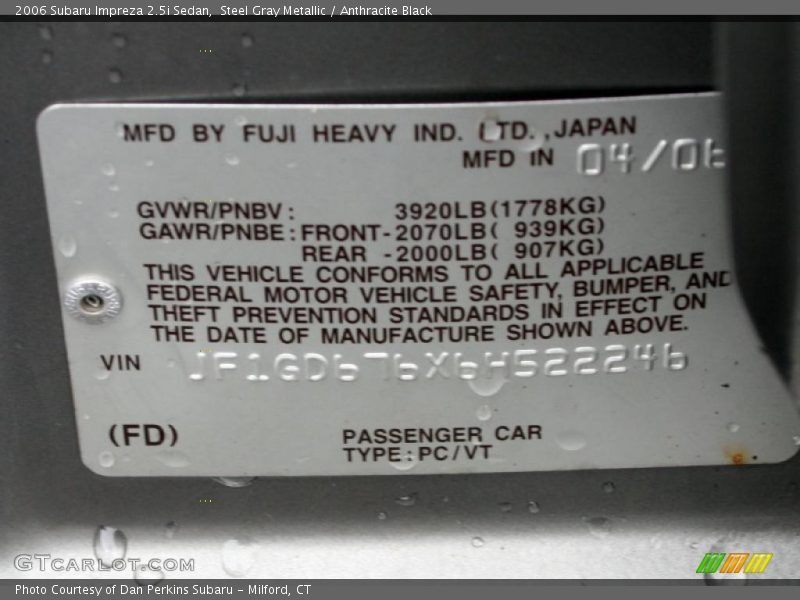 2006 Subaru Impreza 2.5i Sedan,  Steel Gray Metallic / Anthracite Black
MFD BY FUJI HEAVY IND. LTD.,JAPAN
MFD IN 04/06
GVWR/PNBV: 3920LB(1778KG)
GAWR/PNBE:FRONT-2070LB( 939KG)
REAR -2000LB( 907KG)
THIS VEHICLE CONFORMS TO ALL APPLICABLE
FEDERAL MOTOR VEHICLE SAFETY, BUMPER, AND
THEFT PREVENTION STANDARDS IN EFFECT ON
THE DATE OF MANUFACTURE SHOWN ABOVE.
VIN JF1GD676X6H522246
(FD)
PASSENGER CAR
TYPE:PC/VT
GTCARLOT.COM
Photo Courtesy of Dan Perkins Subaru - Milford, CT